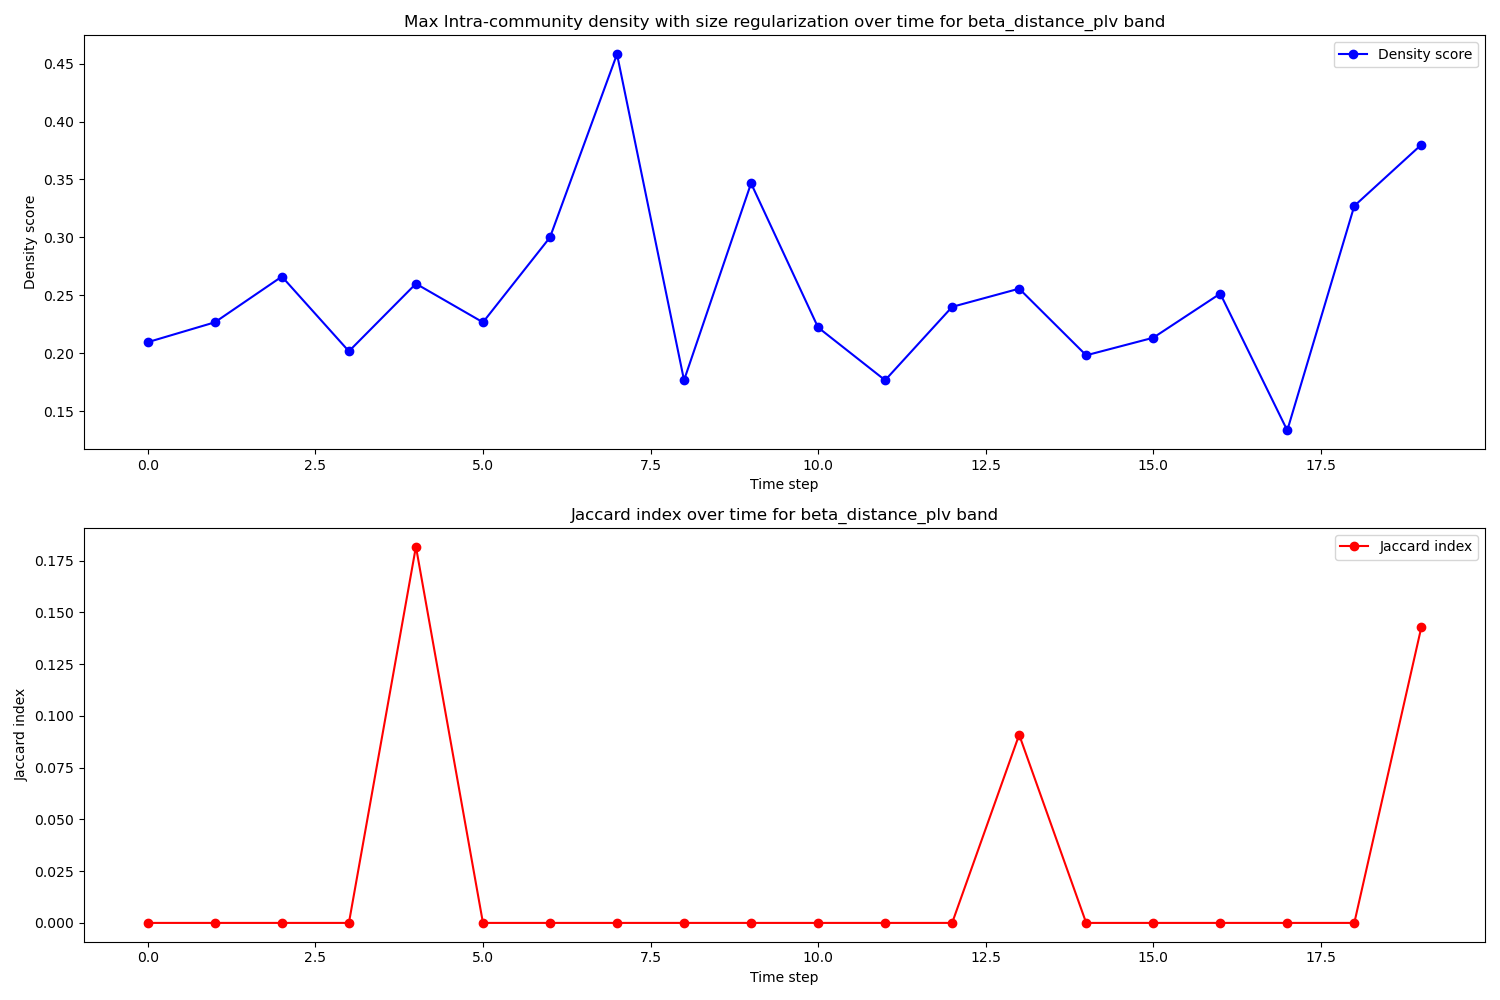 Max Intra-community density with size regularization over time for beta_distance_plv band
Density score
0.45
0.40
0.35
0.30
0.25
0.20
0.15
Density score
0.0 2.5 5.0 7.5 10.0 12.5 15.0 17.5
Time step
Jaccard index over time for beta_distance_plv band
Jaccard index
0.175
0.150
0.125
0.100
0.075
0.050
0.025
0.000
Jaccard index
0.0 2.5 5.0 7.5 10.0 12.5 15.0 17.5
Time step